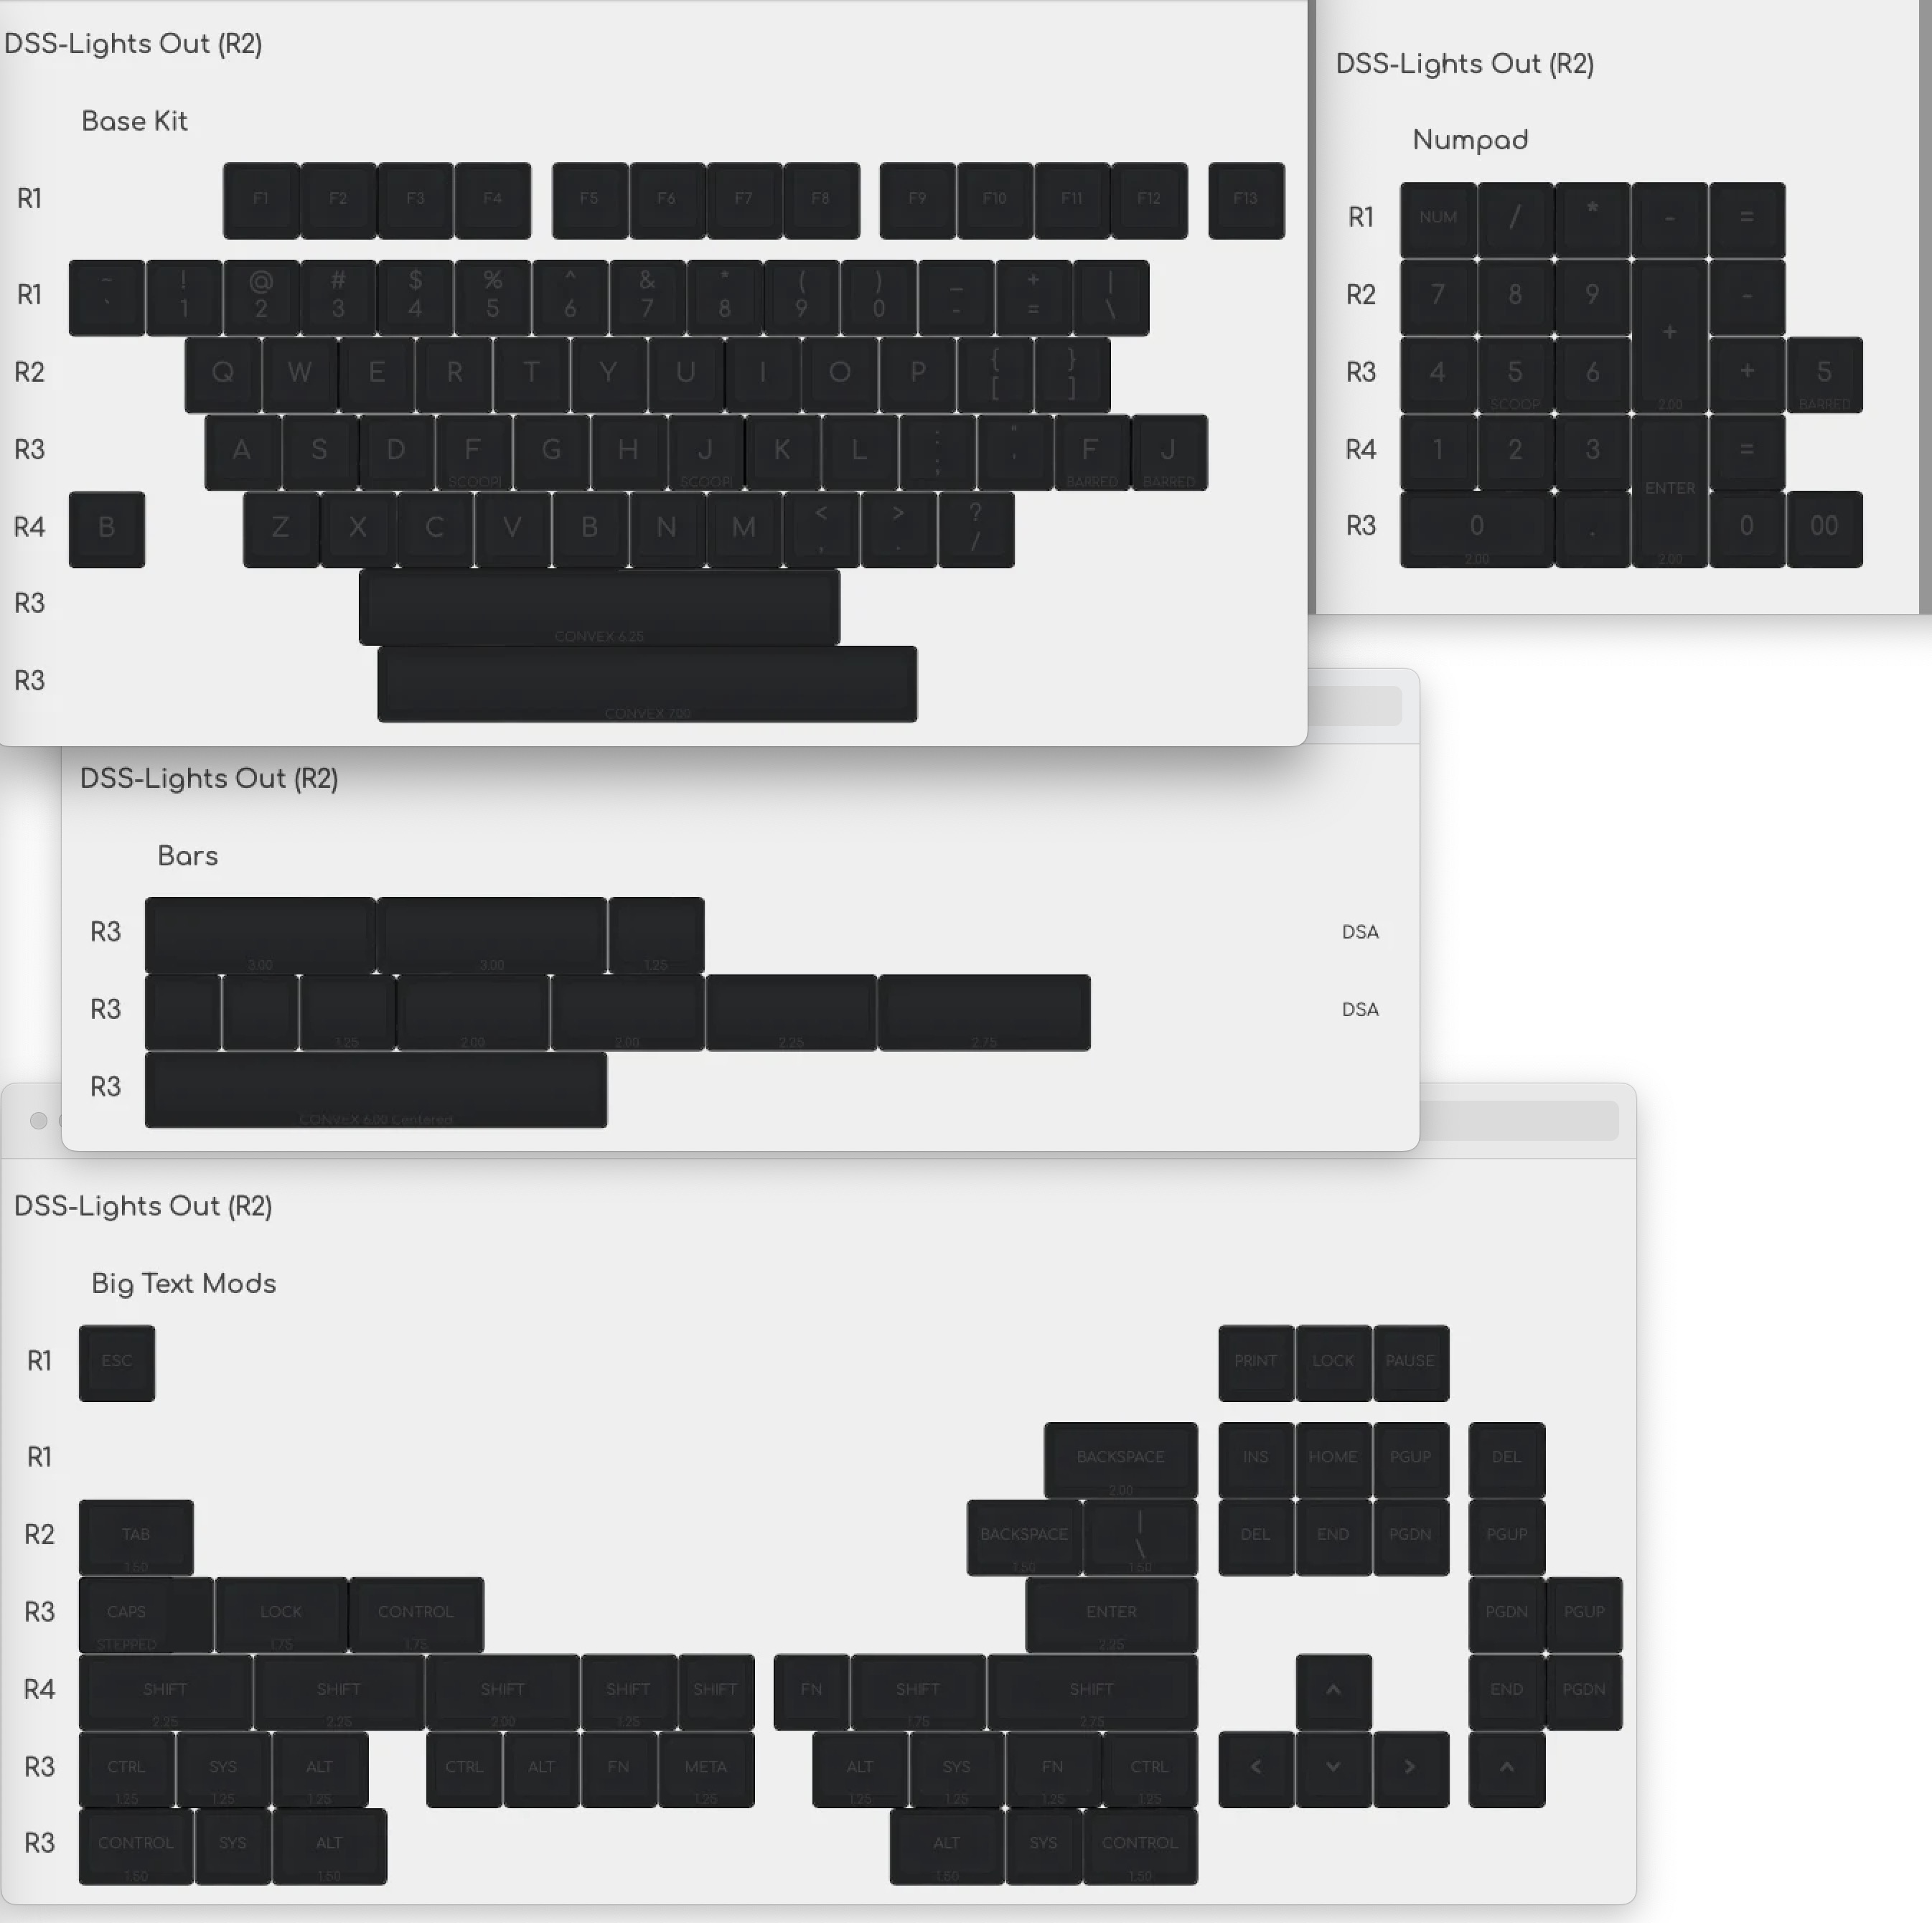 DSS-Lights Out (R2)
Base Kit
R1 F1 F2 F3 F4 F5 F6 F7 F8 F9 F10 F11 F12 F13
R1 ~ ! @ # $ % ^ & * ( ) _ + |
` 1 2 3 4 5 6 7 8 9 0 - = \
R2 Q W E R T Y U I O P { }
[ ]
R3 A S D F G H J K L : " F J
; '
SCOOP SCOOP BARRED BARRED
R4 B Z X C V B N M < > ?
, . /
R3
CONVEX 6.25
R3
CONVEX 7.00
DSS-Lights Out (R2)
Numpad
R1 NUM / * - =
R2 7 8 9 -
+
R3 4 5 6 + 5
SCOOP 2.00 BARRED
R4 1 2 3 =
ENTER
R3 0 . 0 00
2.00 2.00
DSS-Lights Out (R2)
Bars
R3 DSA
3.00 3.00 1.25
R3 DSA
1.25 2.00 2.00 2.25 2.75
R3
CONVEX 6.00 Centered
DSS-Lights Out (R2)
Big Text Mods
R1 ESC PRINT LOCK PAUSE
R1 BACKSPACE INS HOME PGUP DEL
2.00
R2 TAB BACKSPACE | \ DEL END PGDN PGUP
1.50 1.50 1.50
R3 CAPS LOCK CONTROL ENTER PGDN PGUP
STEPPED 1.75 1.75 2.25
R4 SHIFT SHIFT SHIFT SHIFT SHIFT FN SHIFT SHIFT ^ END PGDN
2.25 2.25 2.00 1.25 1.75 2.75
R3 CTRL SYS ALT CTRL ALT FN META ALT SYS FN CTRL < v > ^
1.25 1.25 1.25 1.25 1.25 1.25 1.25 1.25
R3 CONTROL SYS ALT ALT SYS CONTROL
1.50 1.50 1.50 1.50